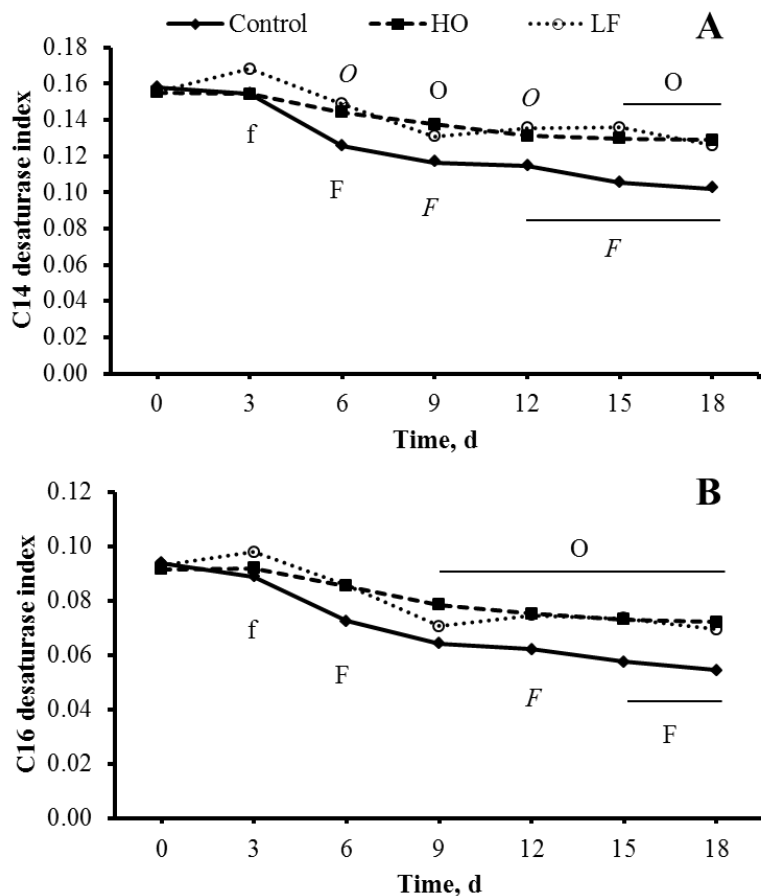 Control HO LF
A
0.18
0.16
0.14
0.12
0.10
0.08
0.06
0.04
0.02
0.00
C14 desaturase index
O O O O
f F F F
0 3 6 9 12 15 18
Time, d
B
0.12
0.10
0.08
0.06
0.04
0.02
0.00
C16 desaturase index
O
f F F F
0 3 6 9 12 15 18
Time, d